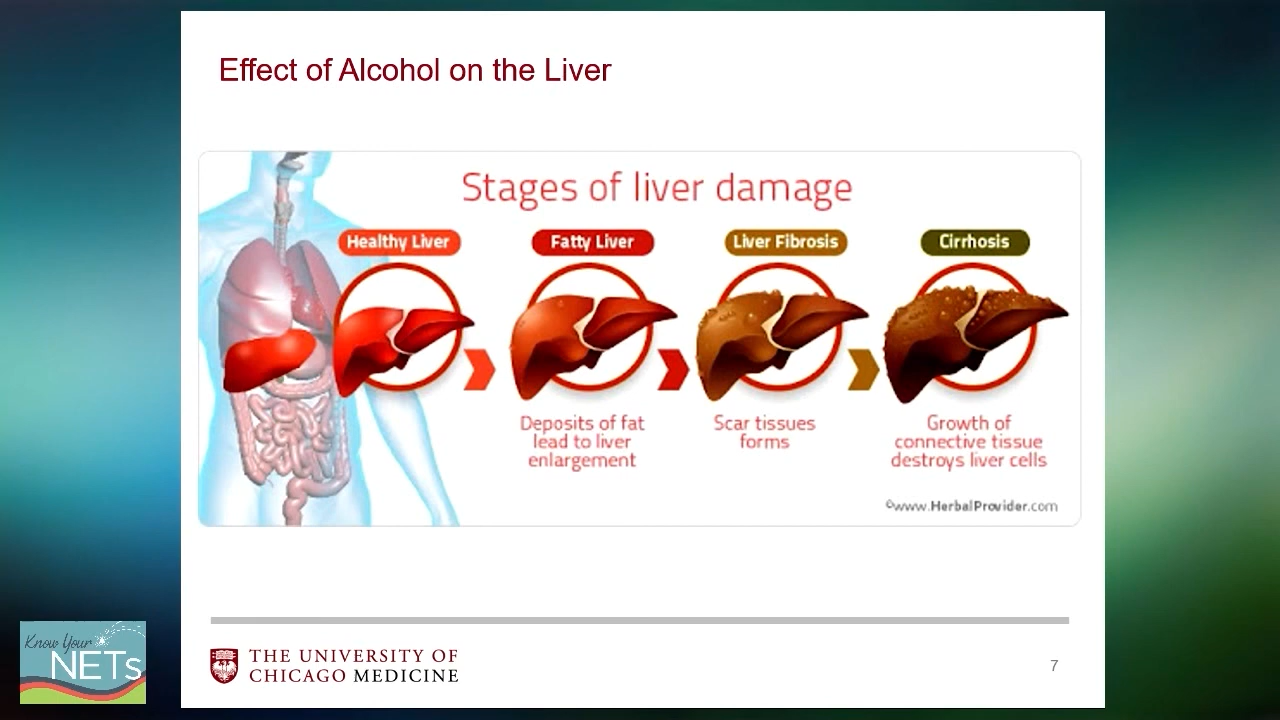 Effect of Alcohol on the Liver
Stages of liver damage
Healthy Liver
Fatty Liver
Liver Fibrosis
Cirrhosis
Deposits of fat
lead to liver
enlargement
Scar tissues
forms
Growth of
connective tissue
destroys liver cells
©www.HerbalProvider.com
Know Your
NETs
THE UNIVERSITY OF
CHICAGO MEDICINE
7